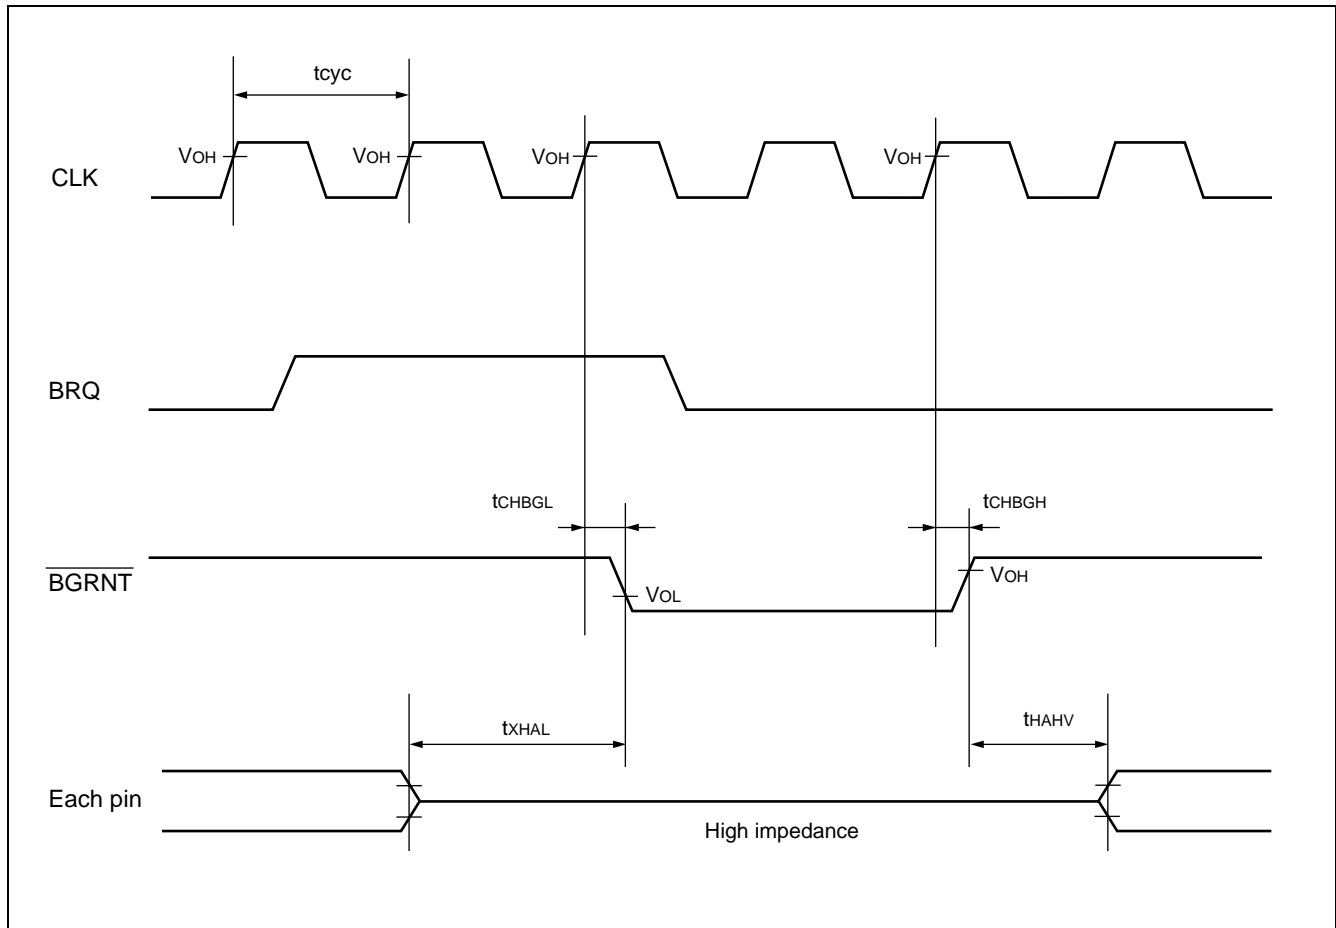 tCYC
VOH VOH VOH VOH
CLK
BRQ
tCHBGL tCHBGH
BGRNT
VOL
VOH
tXHAL tHAHV
Each pin
High impedance